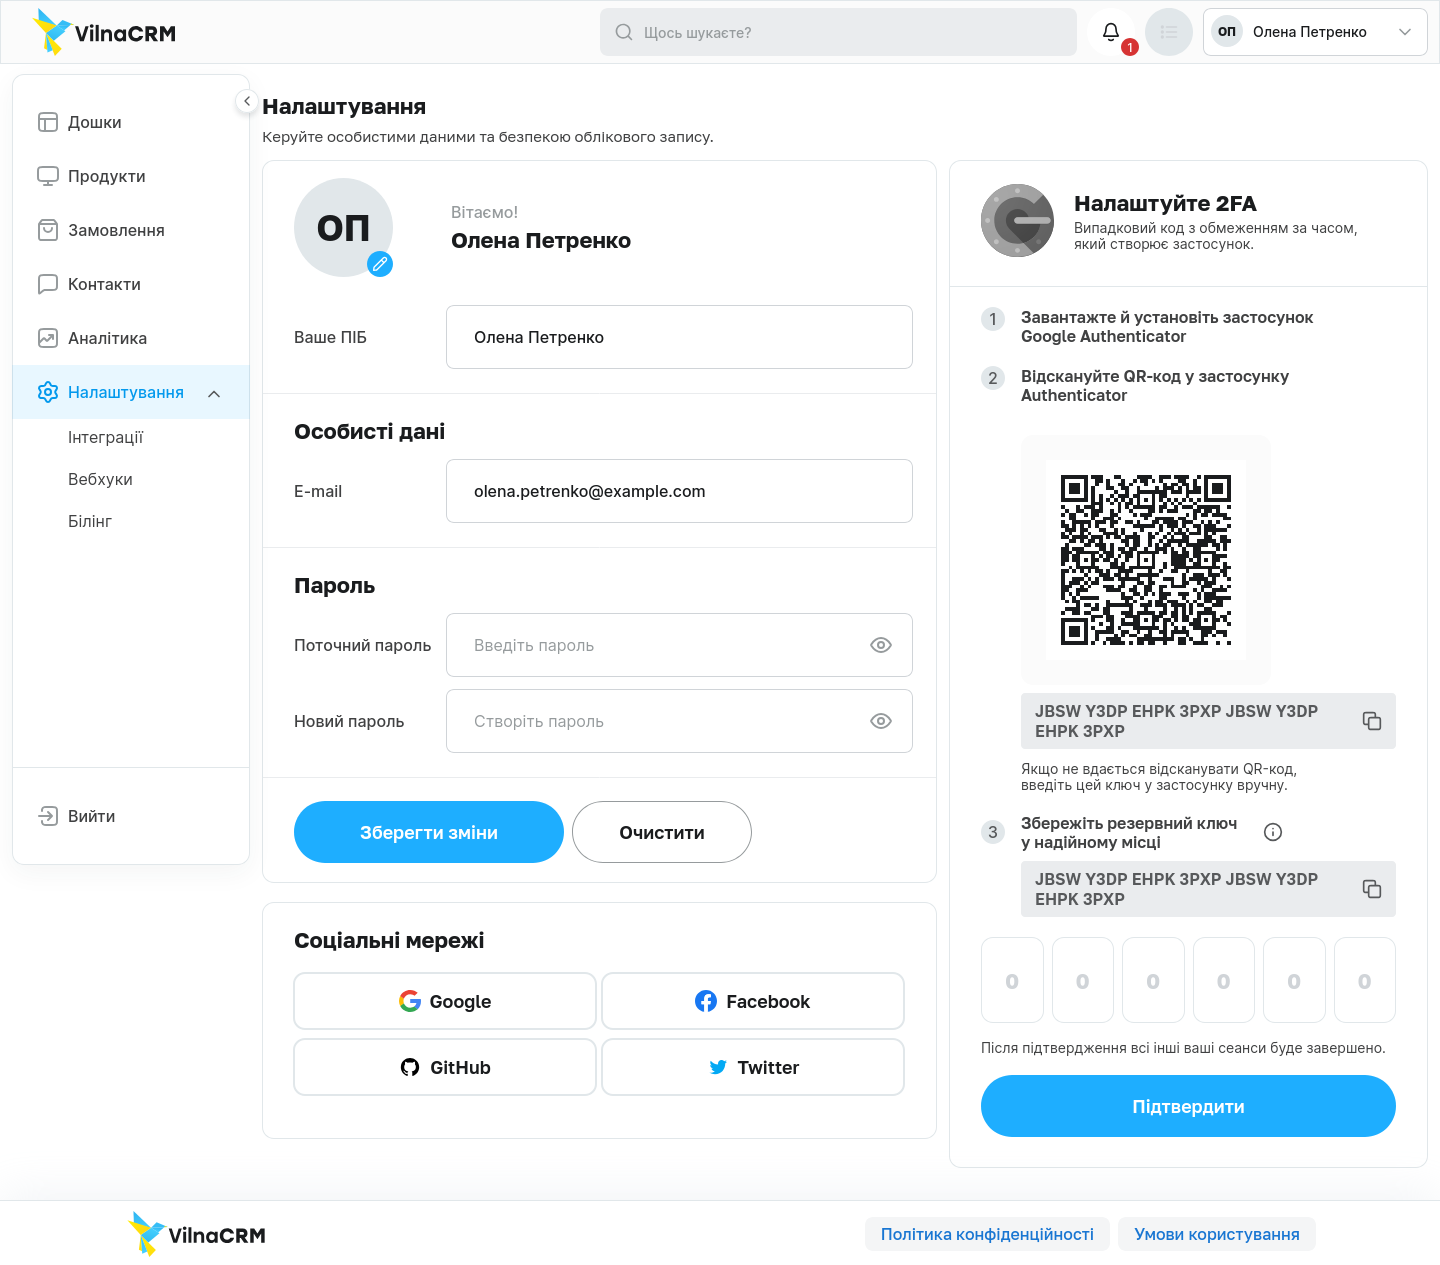 VilnaCRM
Щось шукаєте?
1
ОП
Олена Петренко
Дошки
Продукти
Замовлення
Контакти
Аналітика
Налаштування
Інтеграції
Вебхуки
Білінг
Вийти
Налаштування
Керуйте особистими даними та безпекою облікового запису.
ОП
Вітаємо!
Олена Петренко
Ваше ПІБ
Олена Петренко
Особисті дані
E-mail
olena.petrenko@example.com
Пароль
Поточний пароль
Введіть пароль
Новий пароль
Створіть пароль
Зберегти зміни
Очистити
Соціальні мережі
Google
Facebook
GitHub
Twitter
Налаштуйте 2FA
Випадковий код з обмеженням за часом,
який створює застосунок.
1
Завантажте й установіть застосунок
Google Authenticator
2
Відскануйте QR-код у застосунку
Authenticator
JBSW Y3DP EHPK 3PXP JBSW Y3DP
EHPK 3PXP
Якщо не вдається відсканувати QR-код,
введіть цей ключ у застосунку вручну.
3
Збережіть резервний ключ
у надійному місці
JBSW Y3DP EHPK 3PXP JBSW Y3DP
EHPK 3PXP
0 0 0 0 0 0
Після підтвердження всі інші ваші сеанси буде завершено.
Підтвердити
VilnaCRM
Політика конфіденційності
Умови користування